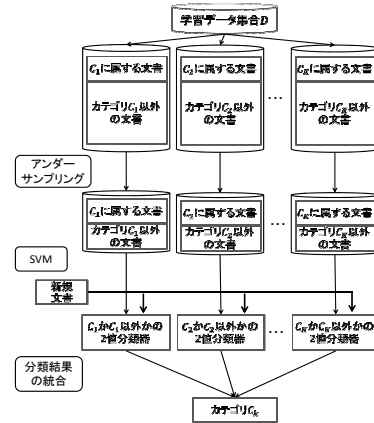 学習データ集合D
C₁に属する文書
C₂に属する文書
C_Kに属する文書
カテゴリC₁以外
の文書
カテゴリC₂以外
の文書
…
カテゴリC_K以外
の文書
アンダー
サンプリング
C₁に属する文書
C₂に属する文書
C_Kに属する文書
カテゴリC₁以外
の文書
カテゴリC₂以外
の文書
…
カテゴリC_K以外
の文書
SVM
新規
文書
C₁かC₁以外かの
2値分類器
C₂かC₂以外かの
2値分類器
…
C_KかC_K以外かの
2値分類器
分類結果
の統合
カテゴリC_k